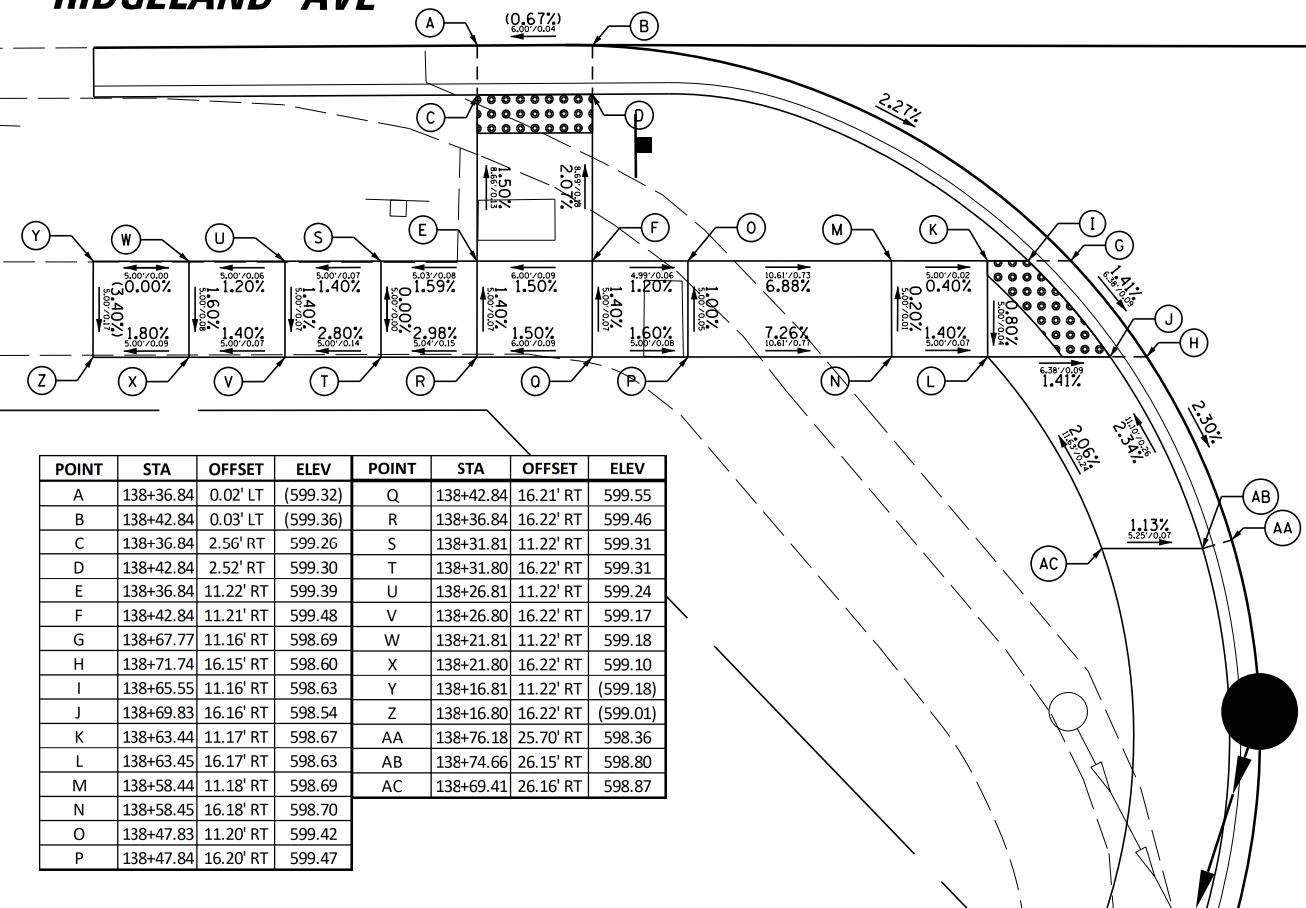 RIDGELAND AVE
A
(0.67%)
6.00'/0.04
B
2.27%
C
D
1.50%
8.66'/0.13
2.07%
8.69'/0.18
Y
W
U
S
E
F
O
M
K
I
G
5.00'/0.00
0.00%
5.00'/0.06
1.20%
5.00'/0.07
1.40%
5.03'/0.08
1.59%
6.00'/0.09
1.50%
4.99'/0.06
1.20%
10.61'/0.73
6.88%
5.00'/0.02
0.40%
1.41%
6.38'/0.09
(3.40%)
5.00'/0.17
1.60%
5.00'/0.08
1.40%
5.00'/0.07
0.00%
5.00'/0.00
1.40%
5.00'/0.07
1.40%
5.00'/0.07
1.00%
5.00'/0.05
0.20%
5.00'/0.01
0.80%
5.00'/0.04
1.80%
5.00'/0.09
1.40%
5.00'/0.07
2.80%
5.00'/0.14
2.98%
5.04'/0.15
1.50%
6.00'/0.09
1.60%
5.00'/0.08
7.26%
10.61'/0.77
1.40%
5.00'/0.07
6.38'/0.09
1.41%
J
H
Z
X
V
T
R
Q
P
N
L
2.30%
2.06%
11.63'/0.24
2.34%
11.10'/0.26
1.13%
5.25'/0.07
AB
AA
AC
POINT STA OFFSET ELEV POINT STA OFFSET ELEV
A 138+36.84 0.02' LT (599.32) Q 138+42.84 16.21' RT 599.55
B 138+42.84 0.03' LT (599.36) R 138+36.84 16.22' RT 599.46
C 138+36.84 2.56' RT 599.26 S 138+31.81 11.22' RT 599.31
D 138+42.84 2.52' RT 599.30 T 138+31.80 16.22' RT 599.31
E 138+36.84 11.22' RT 599.39 U 138+26.81 11.22' RT 599.24
F 138+42.84 11.21' RT 599.48 V 138+26.80 16.22' RT 599.17
G 138+67.77 11.16' RT 598.69 W 138+21.81 11.22' RT 599.18
H 138+71.74 16.15' RT 598.60 X 138+21.80 16.22' RT 599.10
I 138+65.55 11.16' RT 598.63 Y 138+16.81 11.22' RT (599.18)
J 138+69.83 16.16' RT 598.54 Z 138+16.80 16.22' RT (599.01)
K 138+63.44 11.17' RT 598.67 AA 138+76.18 25.70' RT 598.36
L 138+63.45 16.17' RT 598.63 AB 138+74.66 26.15' RT 598.80
M 138+58.44 11.18' RT 598.69 AC 138+69.41 26.16' RT 598.87
N 138+58.45 16.18' RT 598.70
O 138+47.83 11.20' RT 599.42
P 138+47.84 16.20' RT 599.47